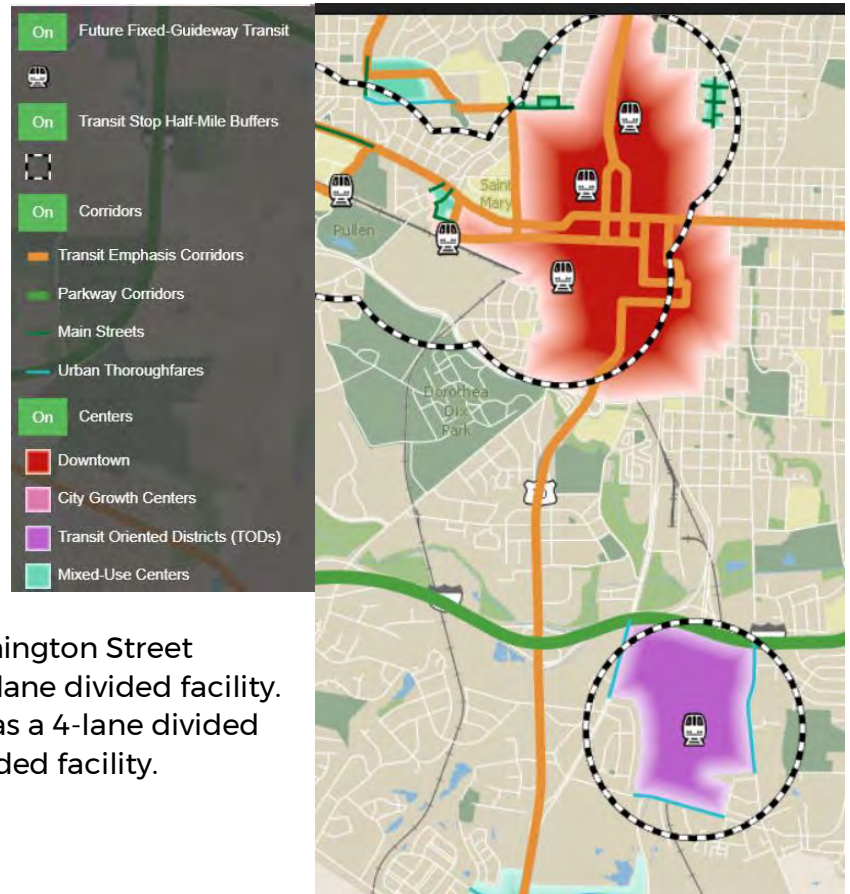 On Future Fixed-Guideway Transit
On Transit Stop Half-Mile Buffers
On Corridors
Transit Emphasis Corridors
Parkway Corridors
Main Streets
Urban Thoroughfares
On Centers
Downtown
City Growth Centers
Transit Oriented Districts (TODs)
Mixed-Use Centers
ington Street
lane divided facility.
as a 4-lane divided
ded facility.
Saint
Mary
Pullen
Dorothea
Dix
Park